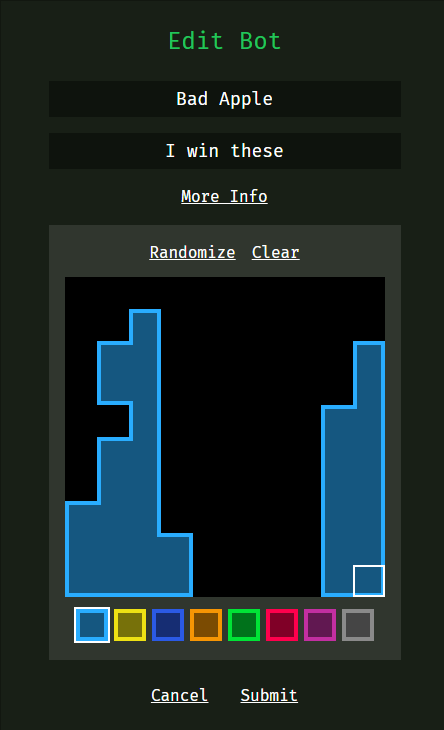 Edit Bot
Bad Apple
I win these
More Info
Randomize Clear
Cancel Submit